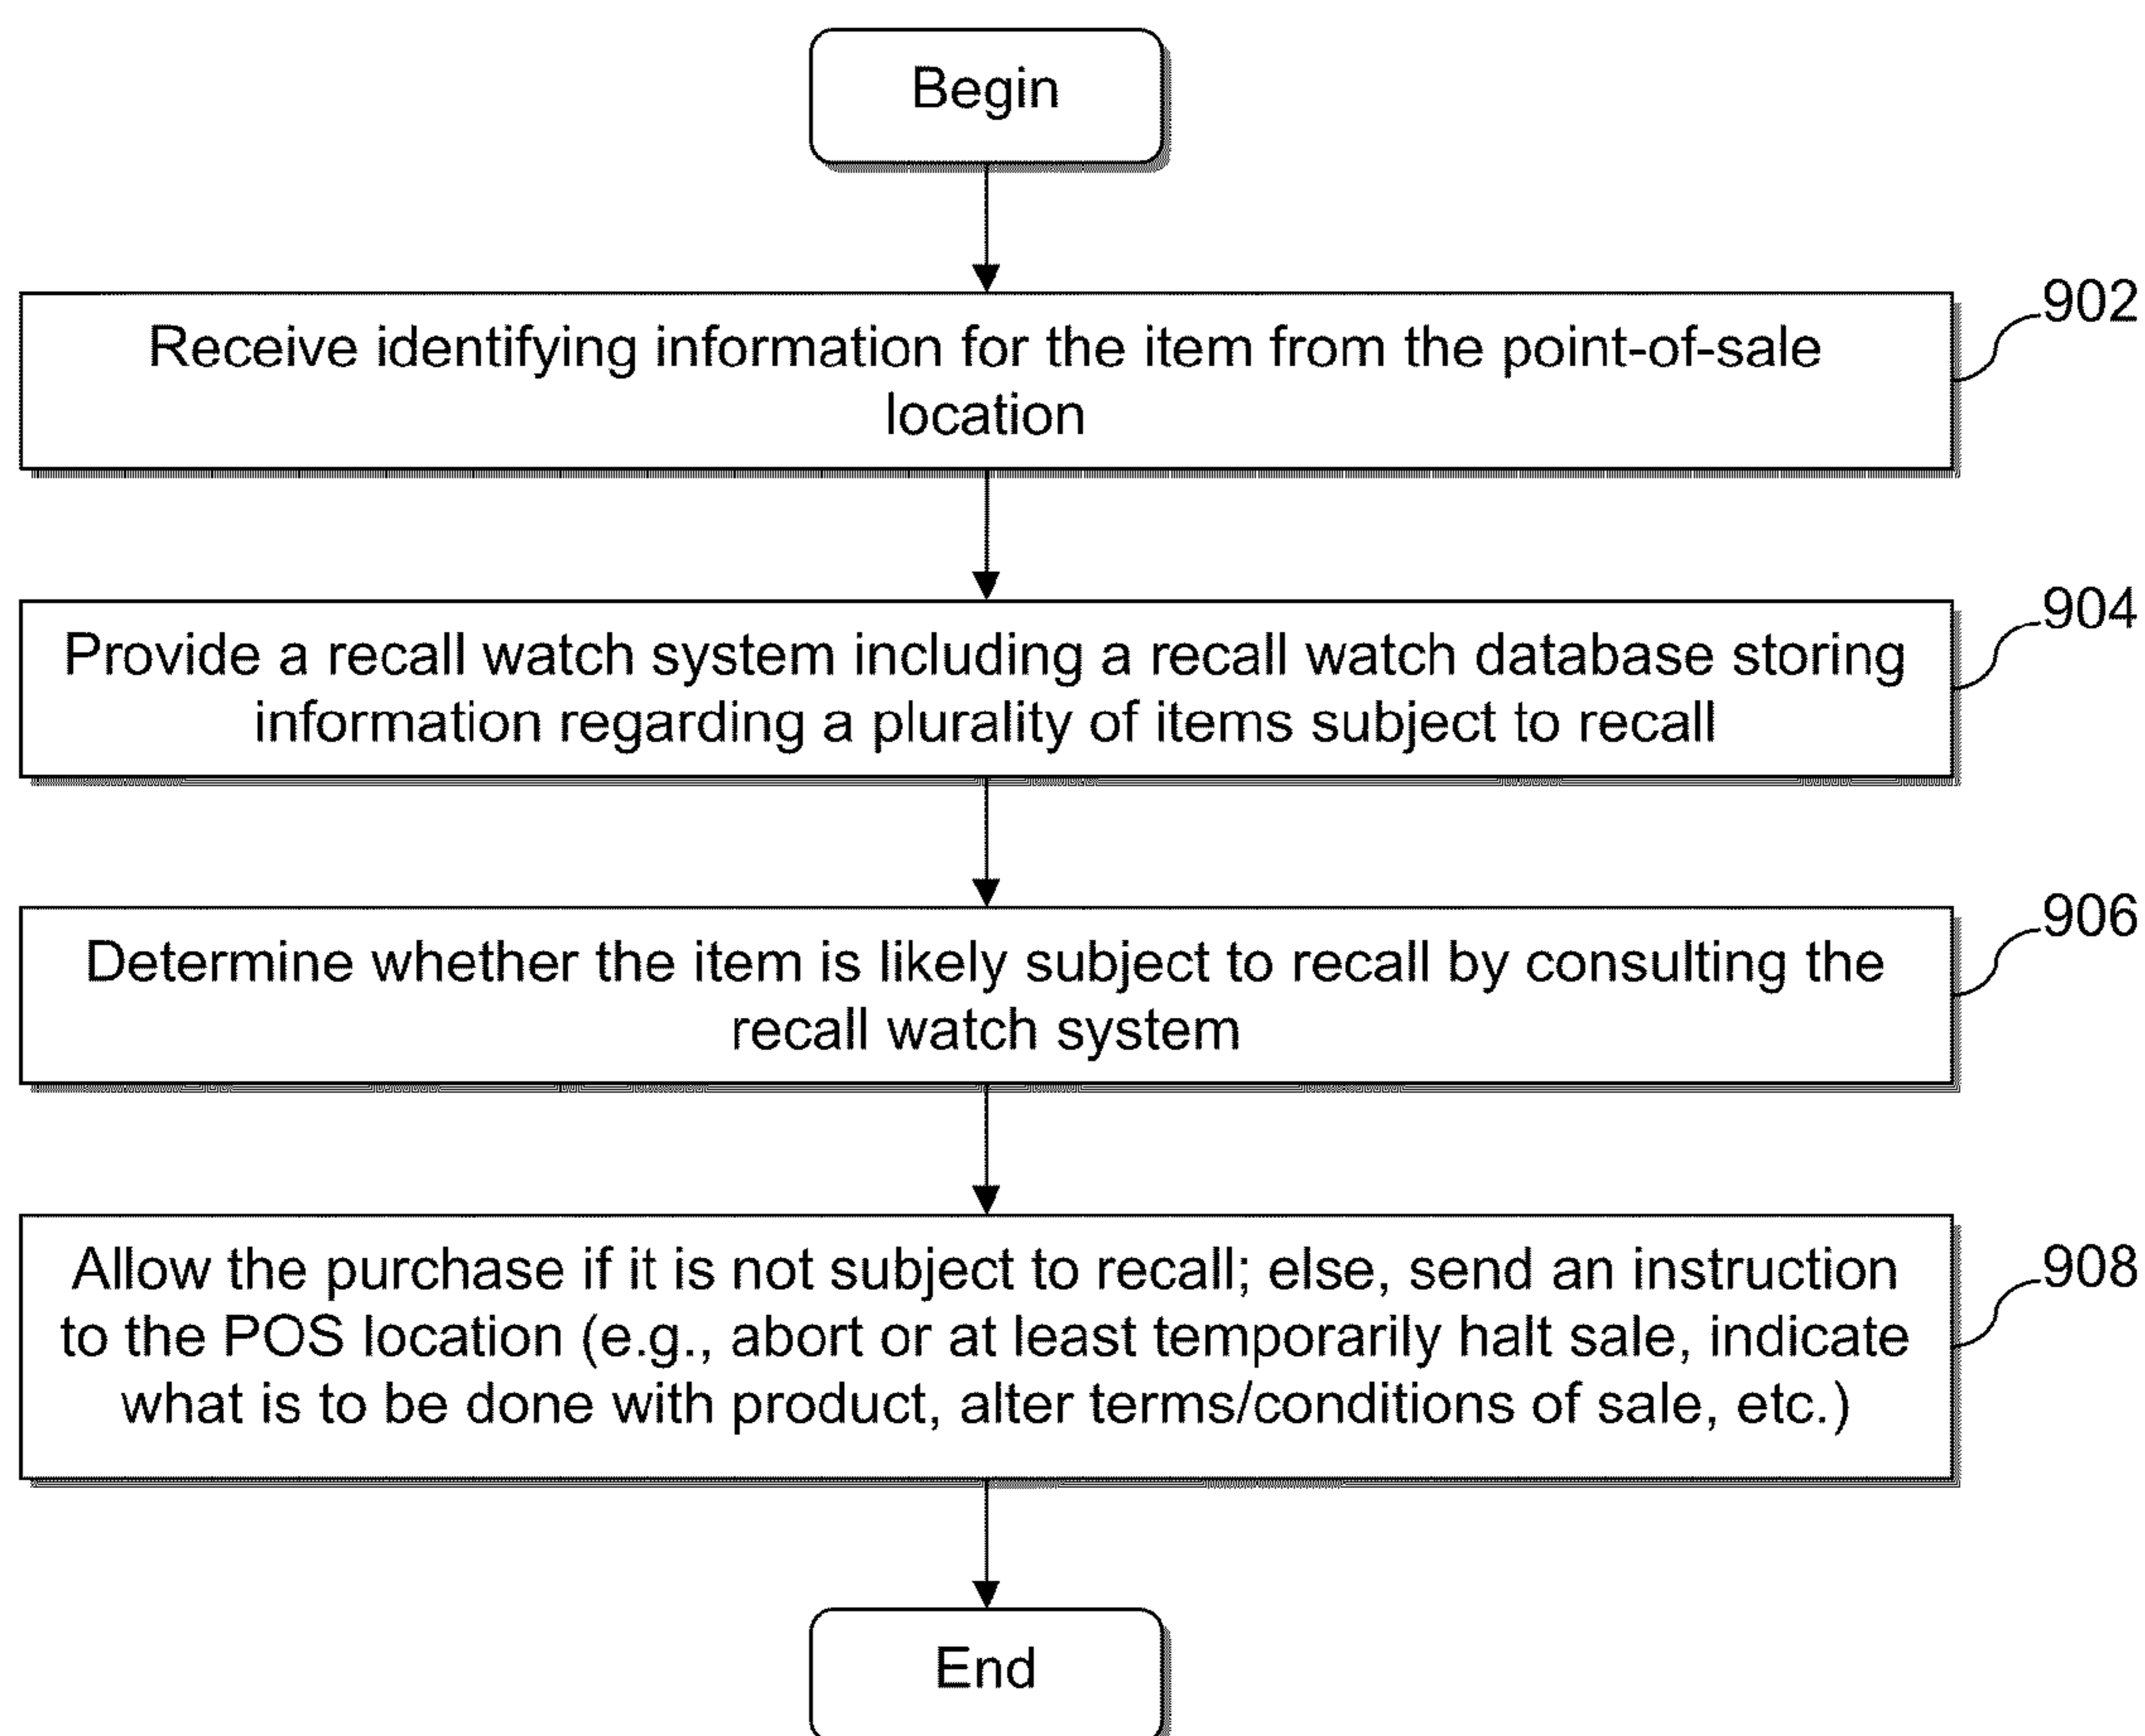 Begin
Receive identifying information for the item from the point-of-sale
location
902
Provide a recall watch system including a recall watch database storing
information regarding a plurality of items subject to recall
904
Determine whether the item is likely subject to recall by consulting the
recall watch system
906
Allow the purchase if it is not subject to recall; else, send an instruction
to the POS location (e.g., abort or at least temporarily halt sale, indicate
what is to be done with product, alter terms/conditions of sale, etc.)
908
End